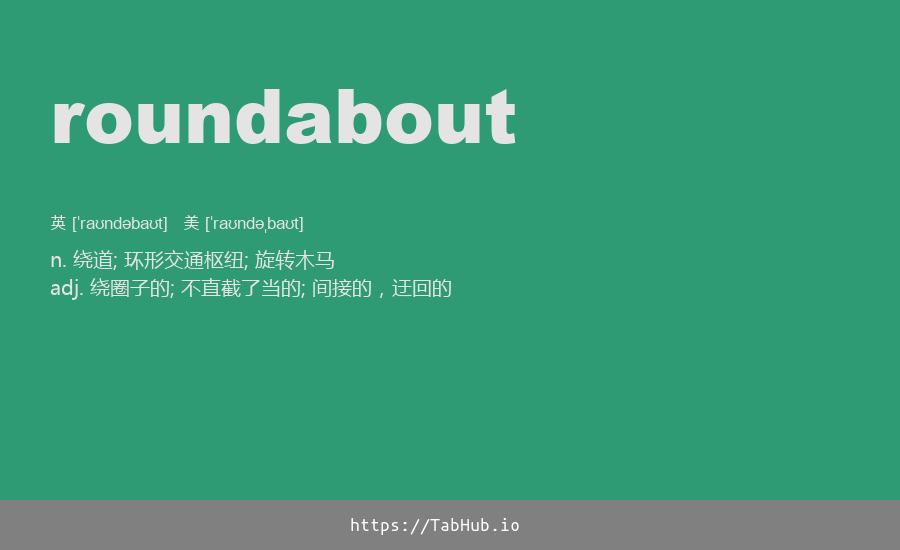 roundabout
英 [ˈraʊndəbaʊt] 美 [ˈraʊndəˌbaʊt]
n. 绕道; 环形交通枢纽; 旋转木马
adj. 绕圈子的; 不直截了当的; 间接的，迂回的
https://TabHub.io